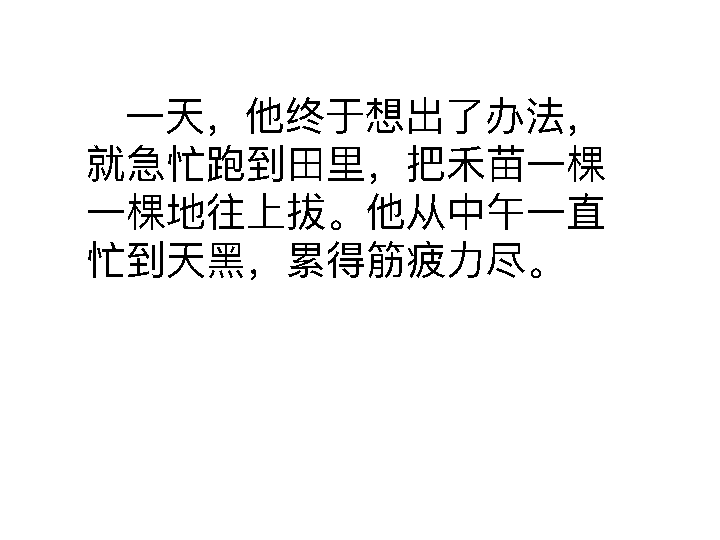 一天，他终于想出了办法，
就急忙跑到田里，把禾苗一棵
一棵地往上拔。他从中午一直
忙到天黑，累得筋疲力尽。